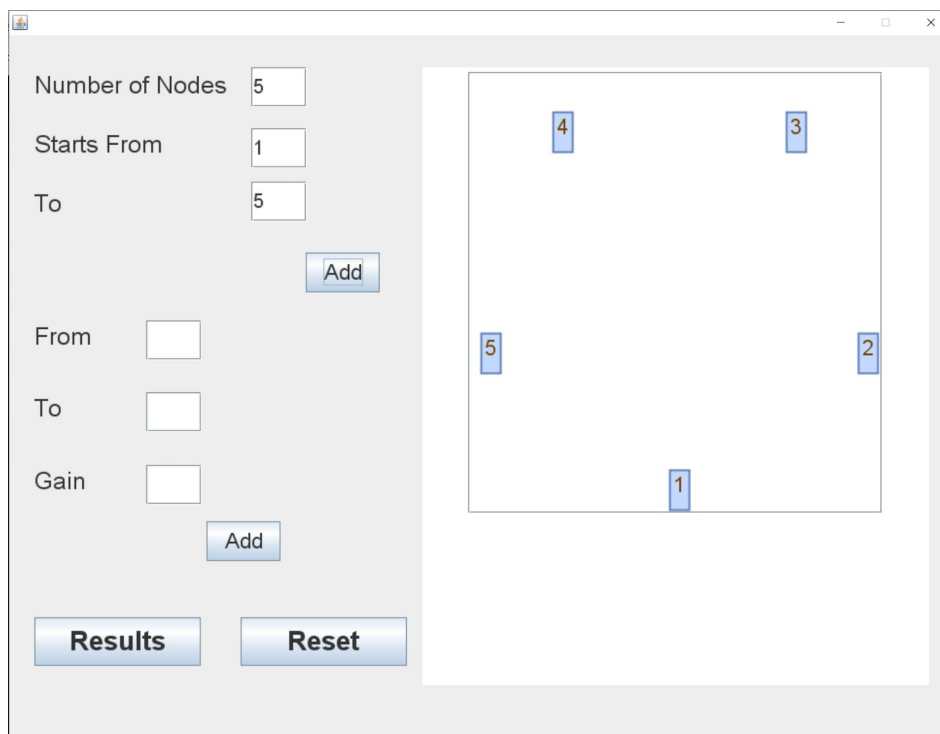 Number of Nodes 5
Starts From 1
To 5
Add
From
To
Gain
Add
Results Reset
4 3
5 2
1